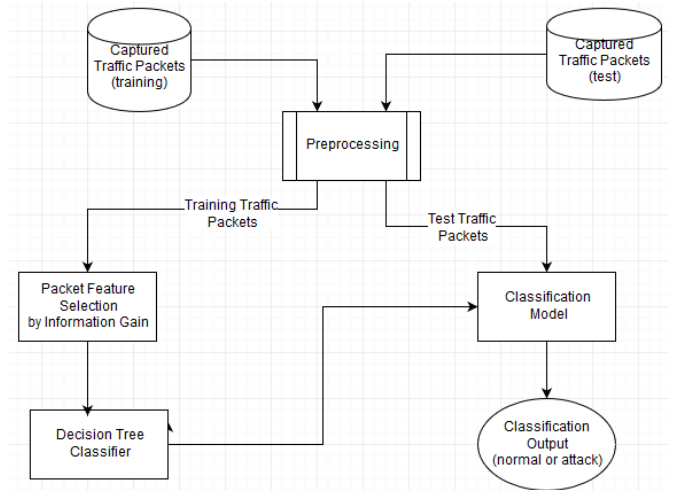 Captured
Traffic Packets
(training)
Captured
Traffic Packets
(test)
Preprocessing
Training Traffic
Packets
Test Traffic
Packets
Packet Feature
Selection
by Information Gain
Classification
Model
Decision Tree
Classifier
Classification
Output
(normal or attack)